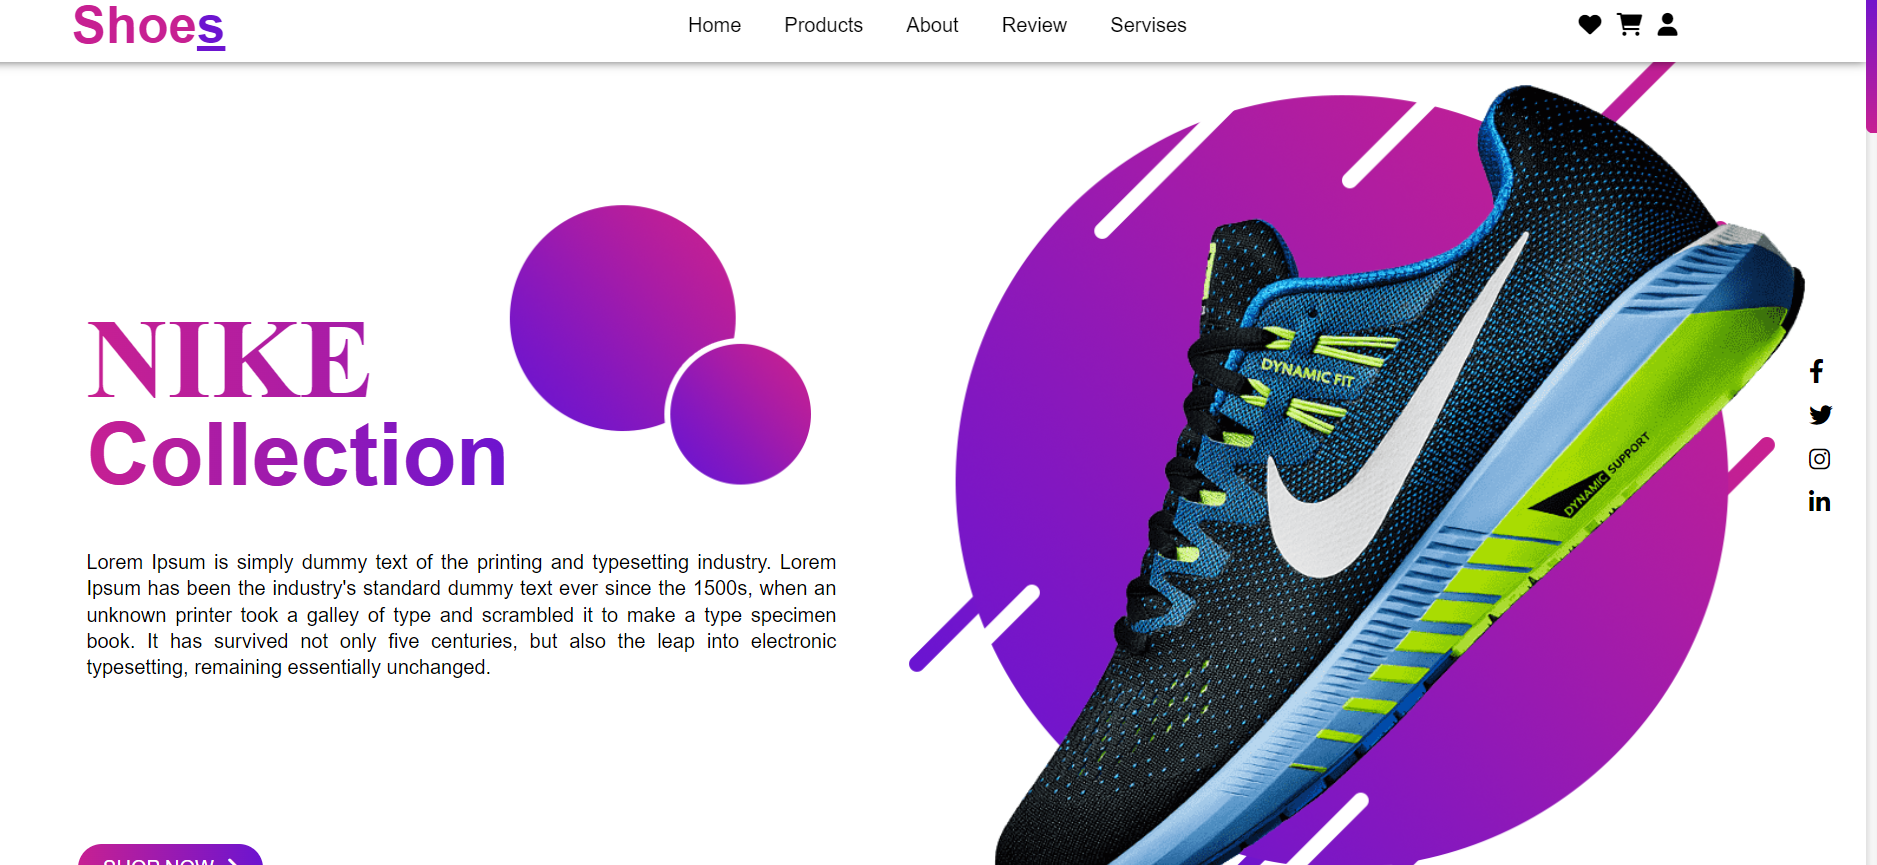 Shoes
Home Products About Review Servises
NIKE
Collection
DYNAMIC FIT
DYNAMIC SUPPORT
Lorem Ipsum is simply dummy text of the printing and typesetting industry. Lorem
Ipsum has been the industry's standard dummy text ever since the 1500s, when an
unknown printer took a galley of type and scrambled it to make a type specimen
book. It has survived not only five centuries, but also the leap into electronic
typesetting, remaining essentially unchanged.
SHOP NOW